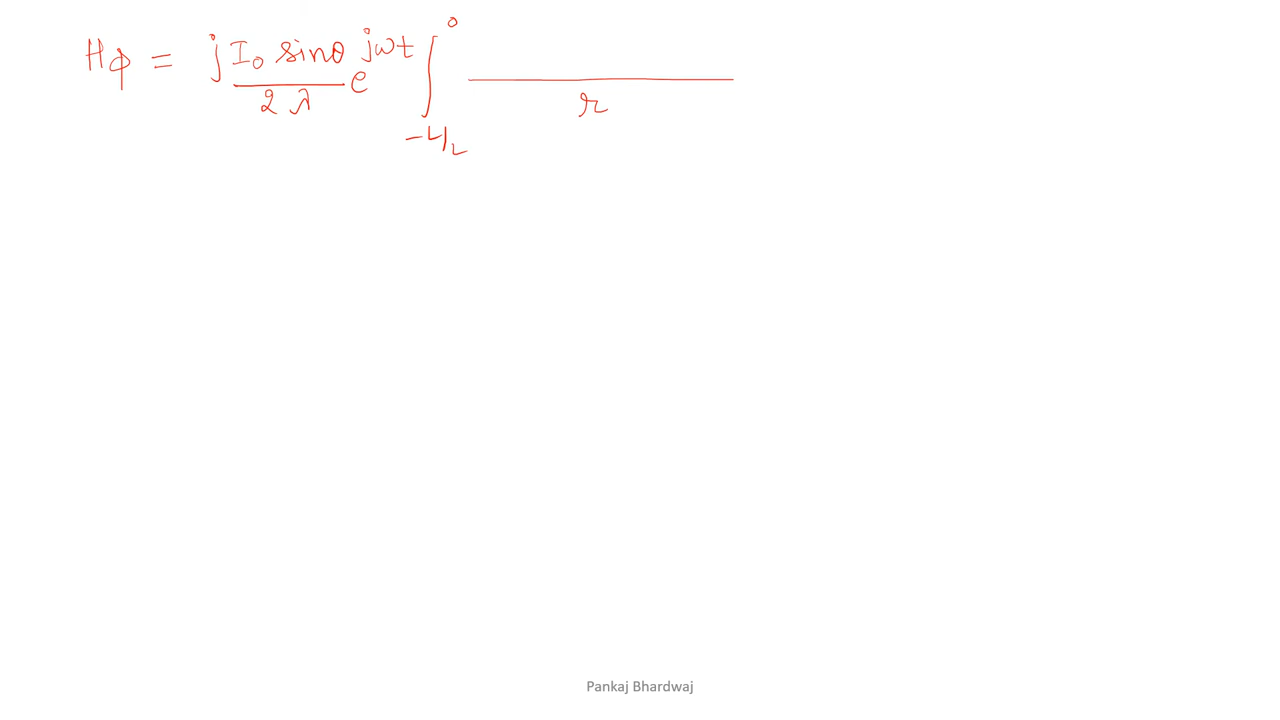 Hφ = j I₀ sinθ / 2λ e^{jωt} ∫_{-L/2}^{0} ―――― / r
Pankaj Bhardwaj